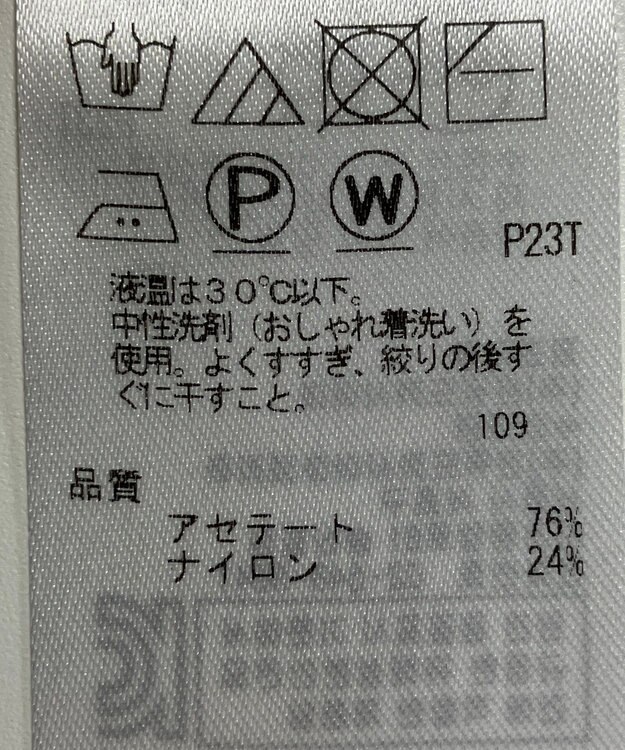 P W
P23T
液温は30℃以下。
中性洗剤（おしゃれ着洗い）を
使用。よくすすぎ、絞りの後す
ぐに干すこと。
109
品質
アセテート 76%
ナイロン 24%